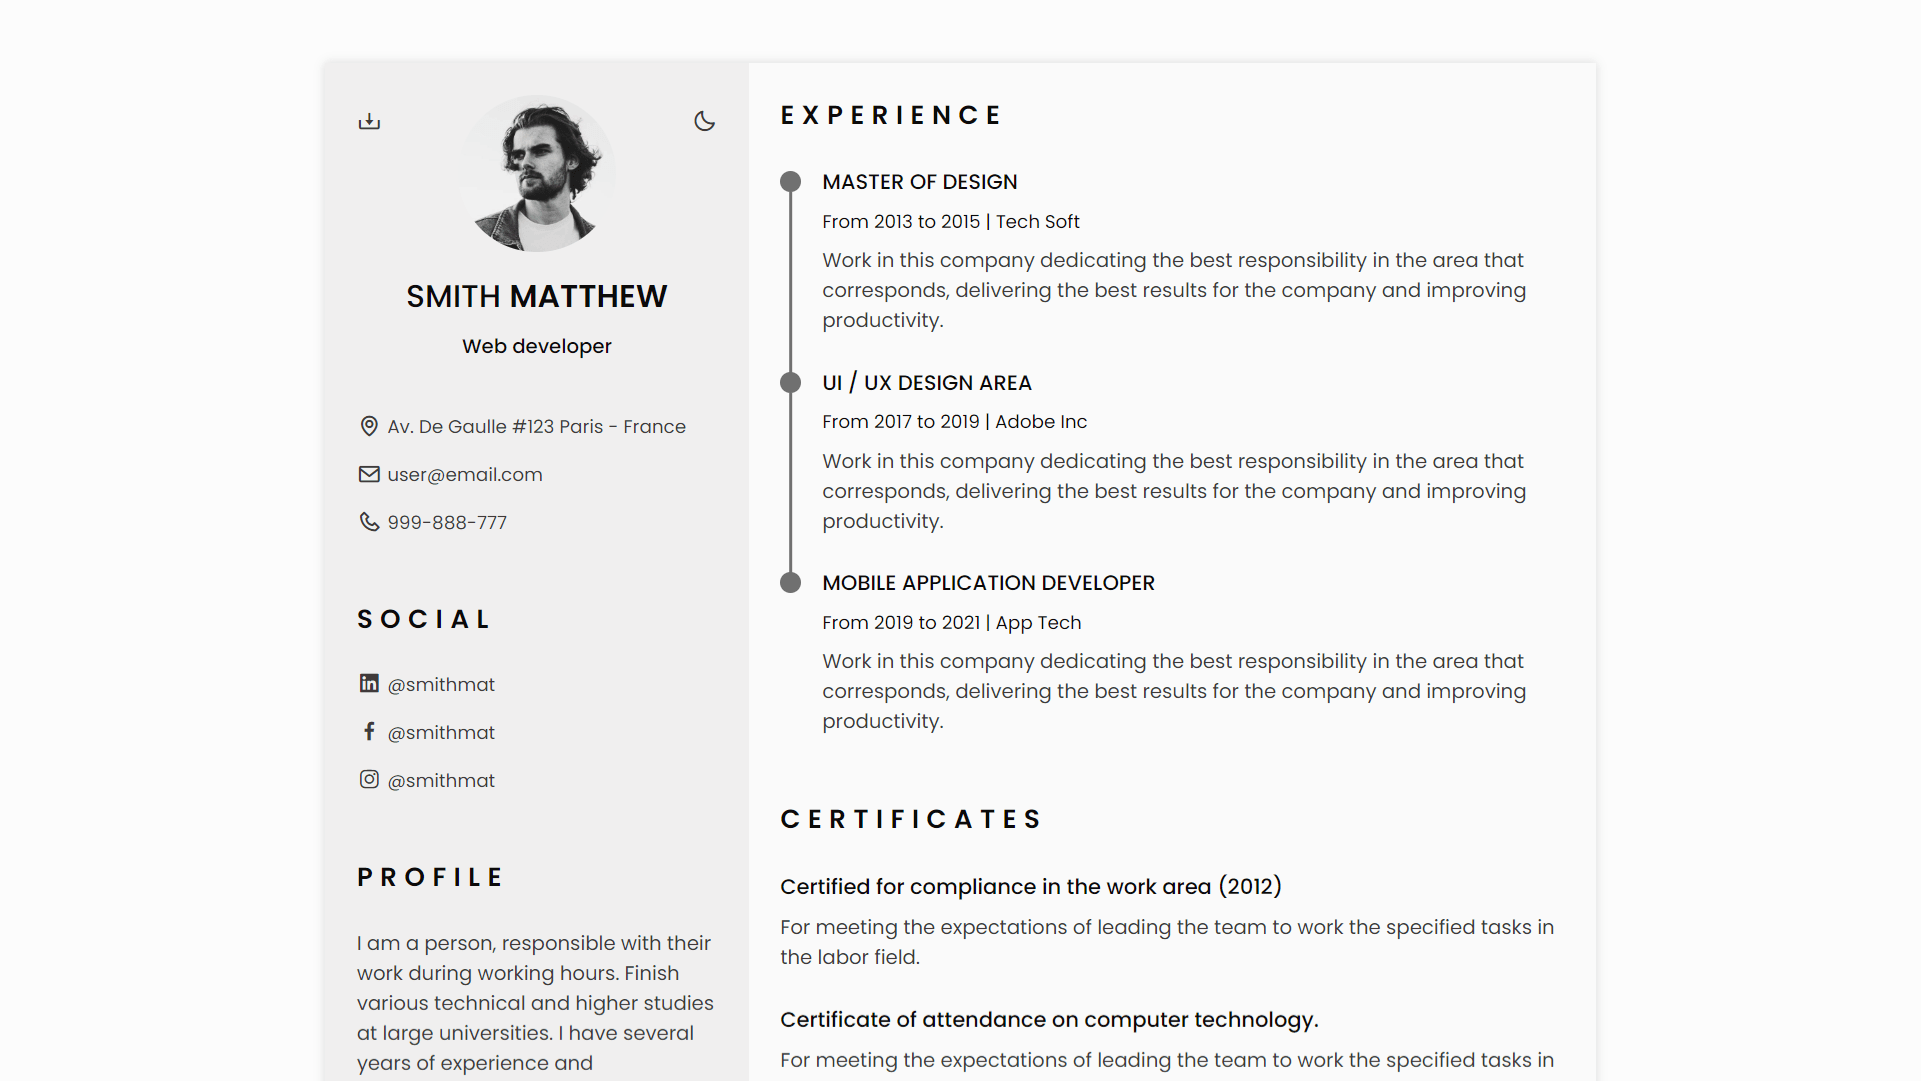 SMITH MATTHEW
Web developer
Av. De Gaulle #123 Paris - France
user@email.com
999-888-777
SOCIAL
@smithmat
@smithmat
@smithmat
PROFILE
I am a person, responsible with their
work during working hours. Finish
various technical and higher studies
at large universities. I have several
years of experience and
EXPERIENCE
MASTER OF DESIGN
From 2013 to 2015 | Tech Soft
Work in this company dedicating the best responsibility in the area that
corresponds, delivering the best results for the company and improving
productivity.
UI / UX DESIGN AREA
From 2017 to 2019 | Adobe Inc
Work in this company dedicating the best responsibility in the area that
corresponds, delivering the best results for the company and improving
productivity.
MOBILE APPLICATION DEVELOPER
From 2019 to 2021 | App Tech
Work in this company dedicating the best responsibility in the area that
corresponds, delivering the best results for the company and improving
productivity.
CERTIFICATES
Certified for compliance in the work area (2012)
For meeting the expectations of leading the team to work the specified tasks in
the labor field.
Certificate of attendance on computer technology.
For meeting the expectations of leading the team to work the specified tasks in